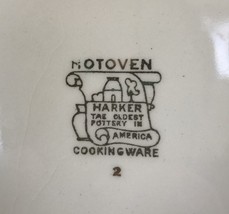 HOTOVEN
HARKER
THE OLDEST
POTTERY IN
AMERICA
COOKINGWARE
2